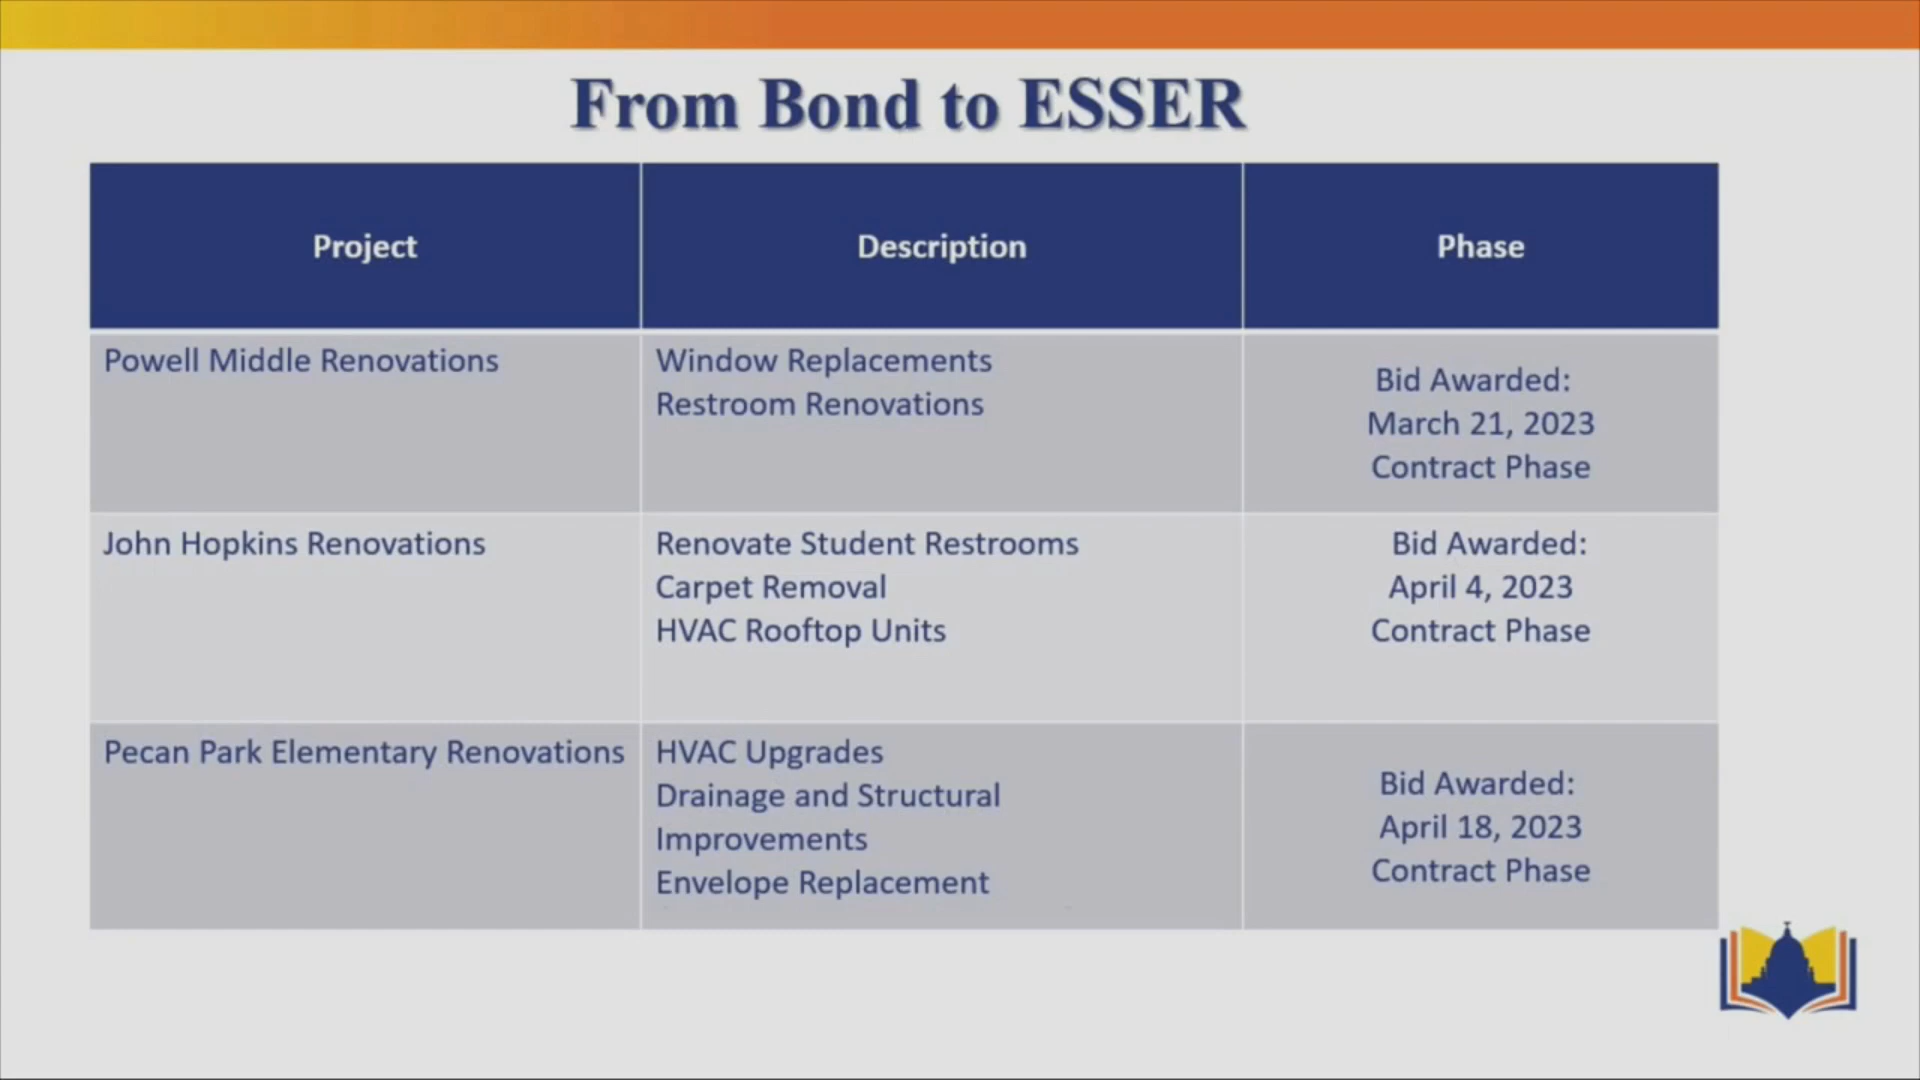 From Bond to ESSER
Project
Description
Phase
Powell Middle Renovations
Window Replacements
Restroom Renovations
Bid Awarded:
March 21, 2023
Contract Phase
John Hopkins Renovations
Renovate Student Restrooms
Carpet Removal
HVAC Rooftop Units
Bid Awarded:
April 4, 2023
Contract Phase
Pecan Park Elementary Renovations
HVAC Upgrades
Drainage and Structural
Improvements
Envelope Replacement
Bid Awarded:
April 18, 2023
Contract Phase